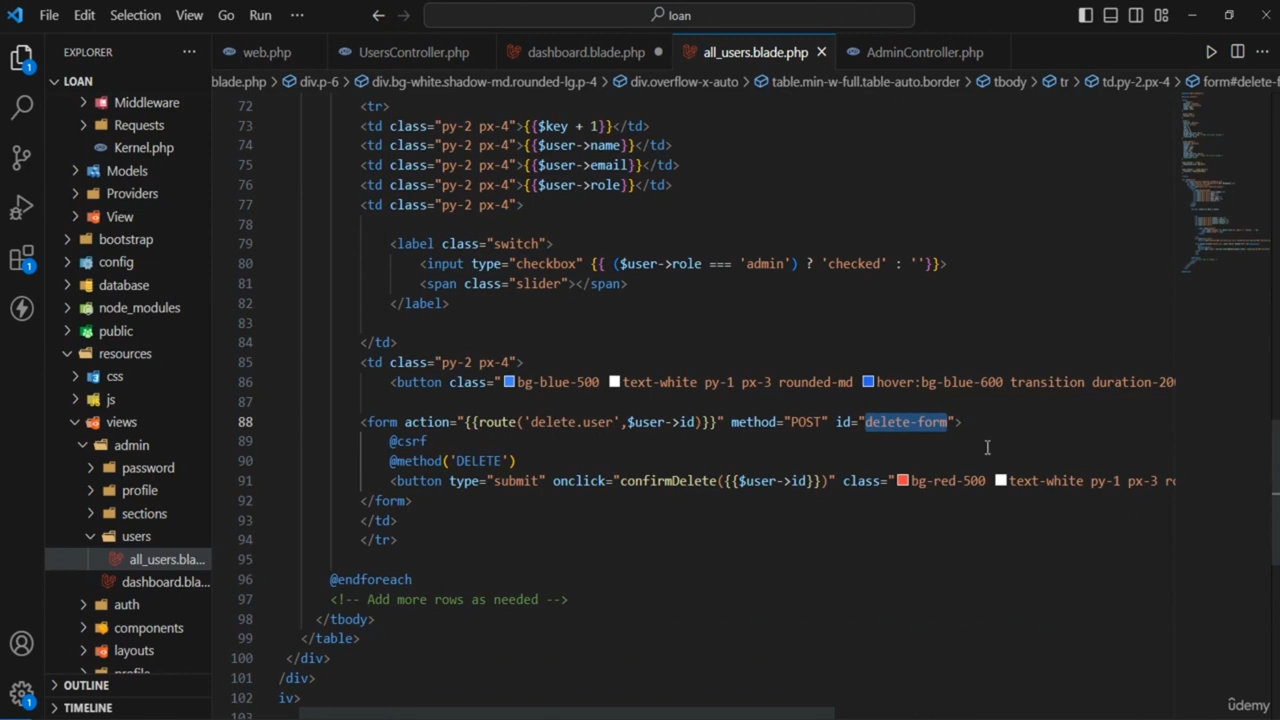 File Edit Selection View Go Run ··· loan
EXPLORER ··· web.php UsersController.php dashboard.blade.php all_users.blade.php AdminController.php
LOAN
blade.php > div.p-6 > div.bg-white.shadow-md.rounded-lg.p-4 > div.overflow-x-auto > table.min-w-full.table-auto.border > tbody > tr > td.py-2.px-4 > form#delete-f
Middleware
Requests
Kernel.php
Models
Providers
View
bootstrap
config
database
node_modules
public
resources
css
js
views
admin
password
profile
sections
users
all_users.bla...
dashboard.bla...
auth
components
layouts
OUTLINE
TIMELINE
1
1
1
72 <tr>
73 <td class="py-2 px-4">{{$key + 1}}</td>
74 <td class="py-2 px-4">{{$user->name}}</td>
75 <td class="py-2 px-4">{{$user->email}}</td>
76 <td class="py-2 px-4">{{$user->role}}</td>
77 <td class="py-2 px-4">
78
79 <label class="switch">
80 <input type="checkbox" {{ ($user->role === 'admin') ? 'checked' : ''}}>
81 <span class="slider"></span>
82 </label>
83
84 </td>
85 <td class="py-2 px-4">
86 <button class="bg-blue-500 text-white py-1 px-3 rounded-md hover:bg-blue-600 transition duration-20
87
88 <form action="{{route('delete.user',$user->id)}}" method="POST" id="delete-form">
89 @csrf
90 @method('DELETE')
91 <button type="submit" onclick="confirmDelete({{$user->id}})" class="bg-red-500 text-white py-1 px-3 ro
92 </form>
93 </td>
94 </tr>
95
96 @endforeach
97 <!-- Add more rows as needed -->
98 </tbody>
99 </table>
100 </div>
101 /div>
102 iv>
103
ûdemy